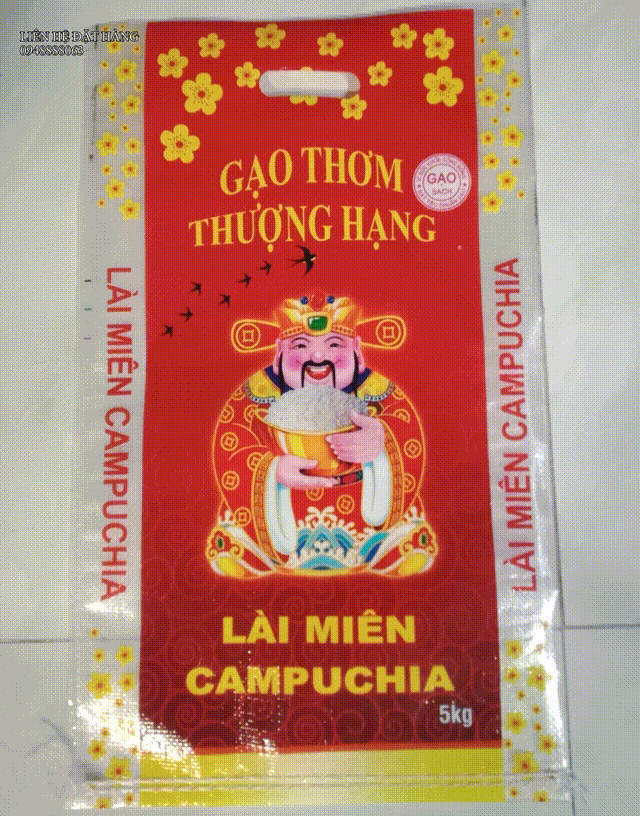 LIÊN HỆ ĐẶT HÀNG
0948888063
GẠO THƠM
THƯỢNG HẠNG
GẠO
SẠCH
LÀI MIÊN CAMPUCHIA
LÀI MIÊN CAMPUCHIA
LÀI MIÊN
CAMPUCHIA
5kg